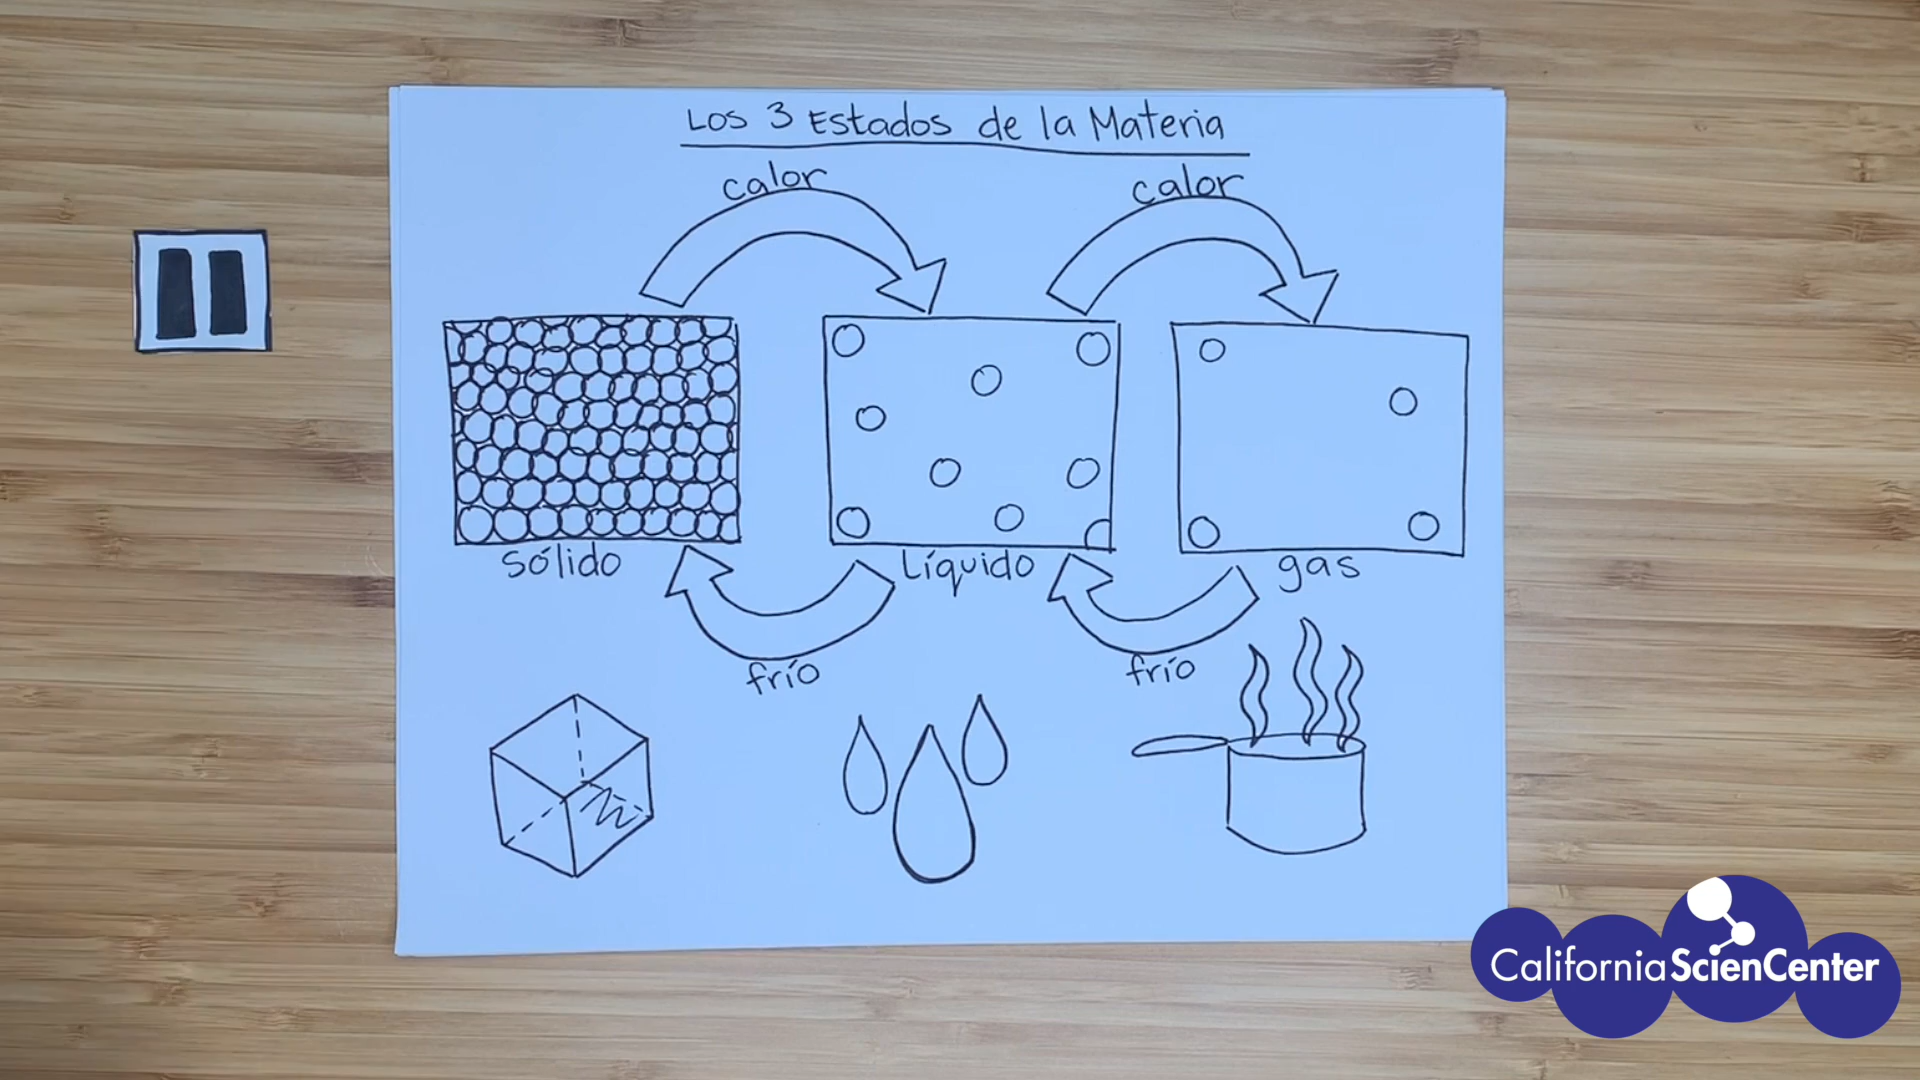 Los 3 Estados de la Materia
calor
calor
sólido
Líquido
gas
frío
frío
California ScienCenter